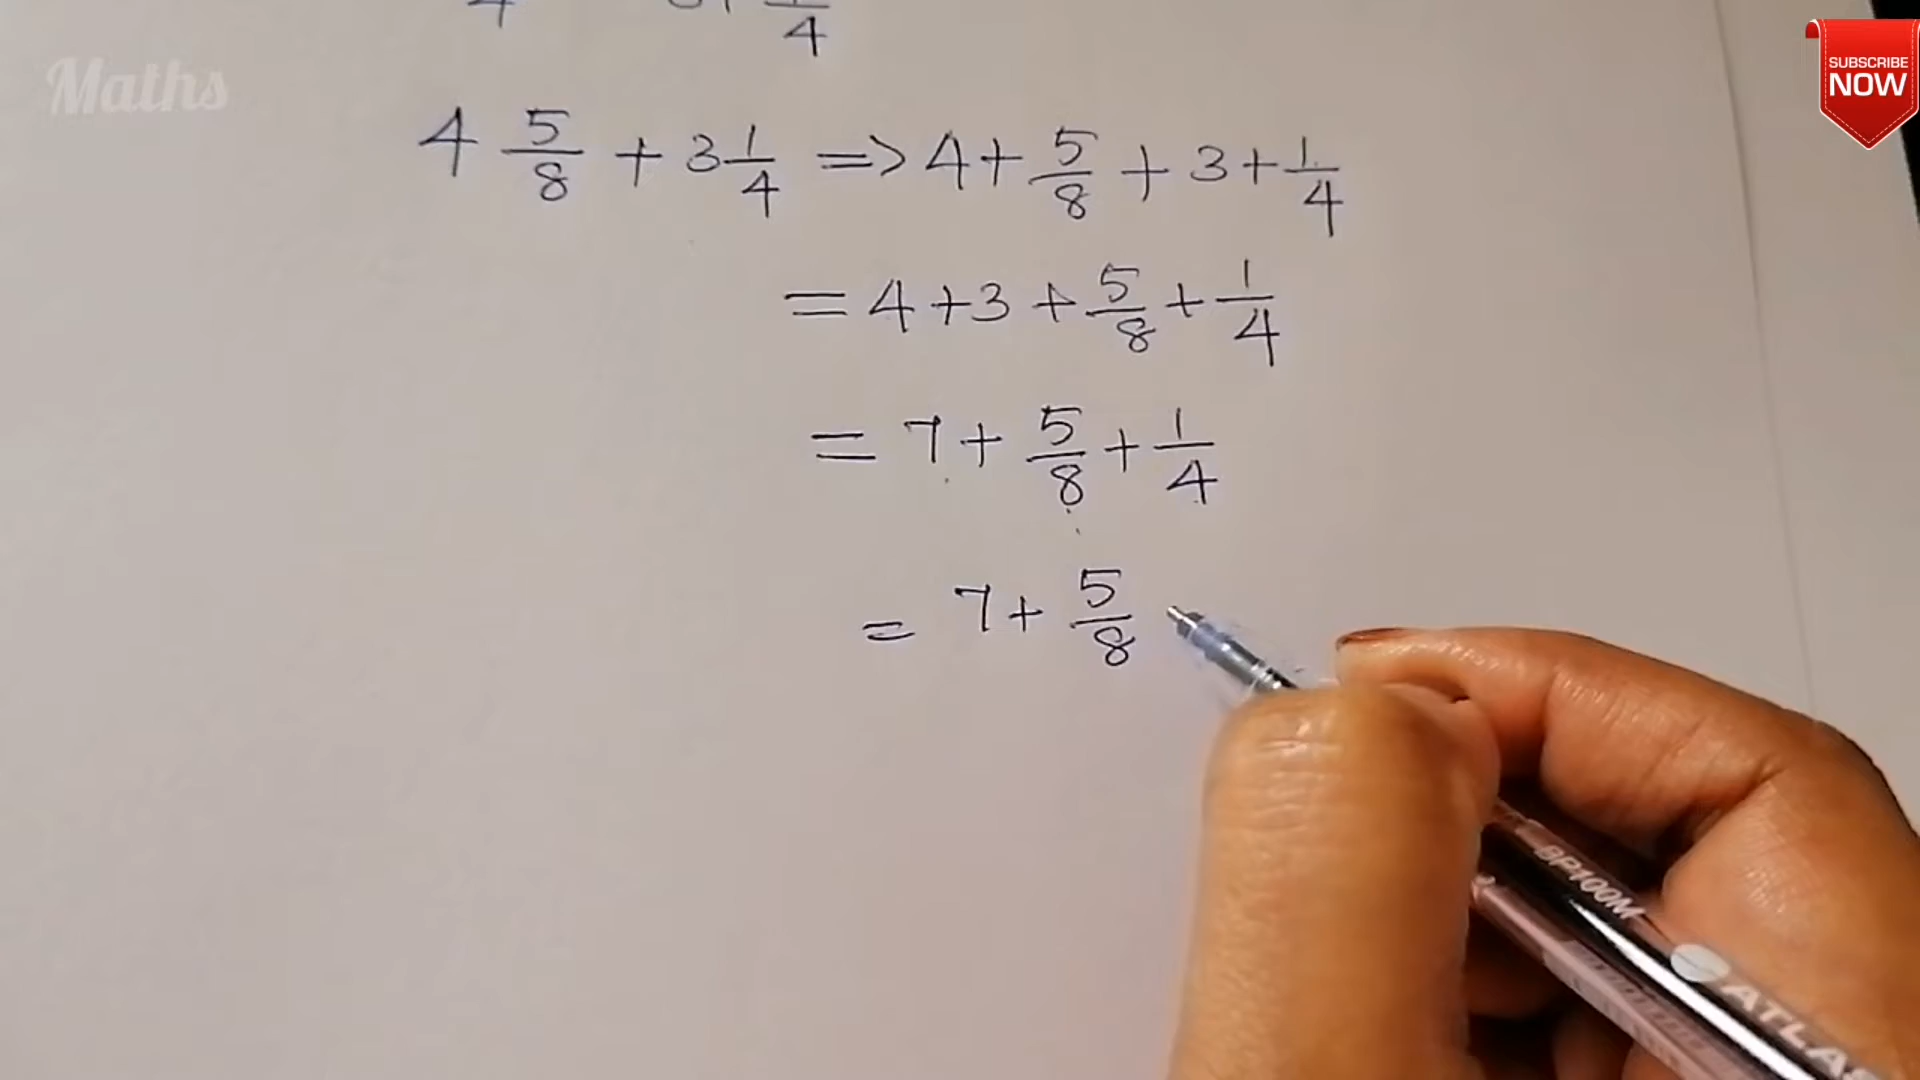 4
Maths
SUBSCRIBE
NOW
4 5/8 + 3 1/4 => 4 + 5/8 + 3 + 1/4
= 4 + 3 + 5/8 + 1/4
= 7 + 5/8 + 1/4
= 7 + 5/8
BP100M
ATLAS